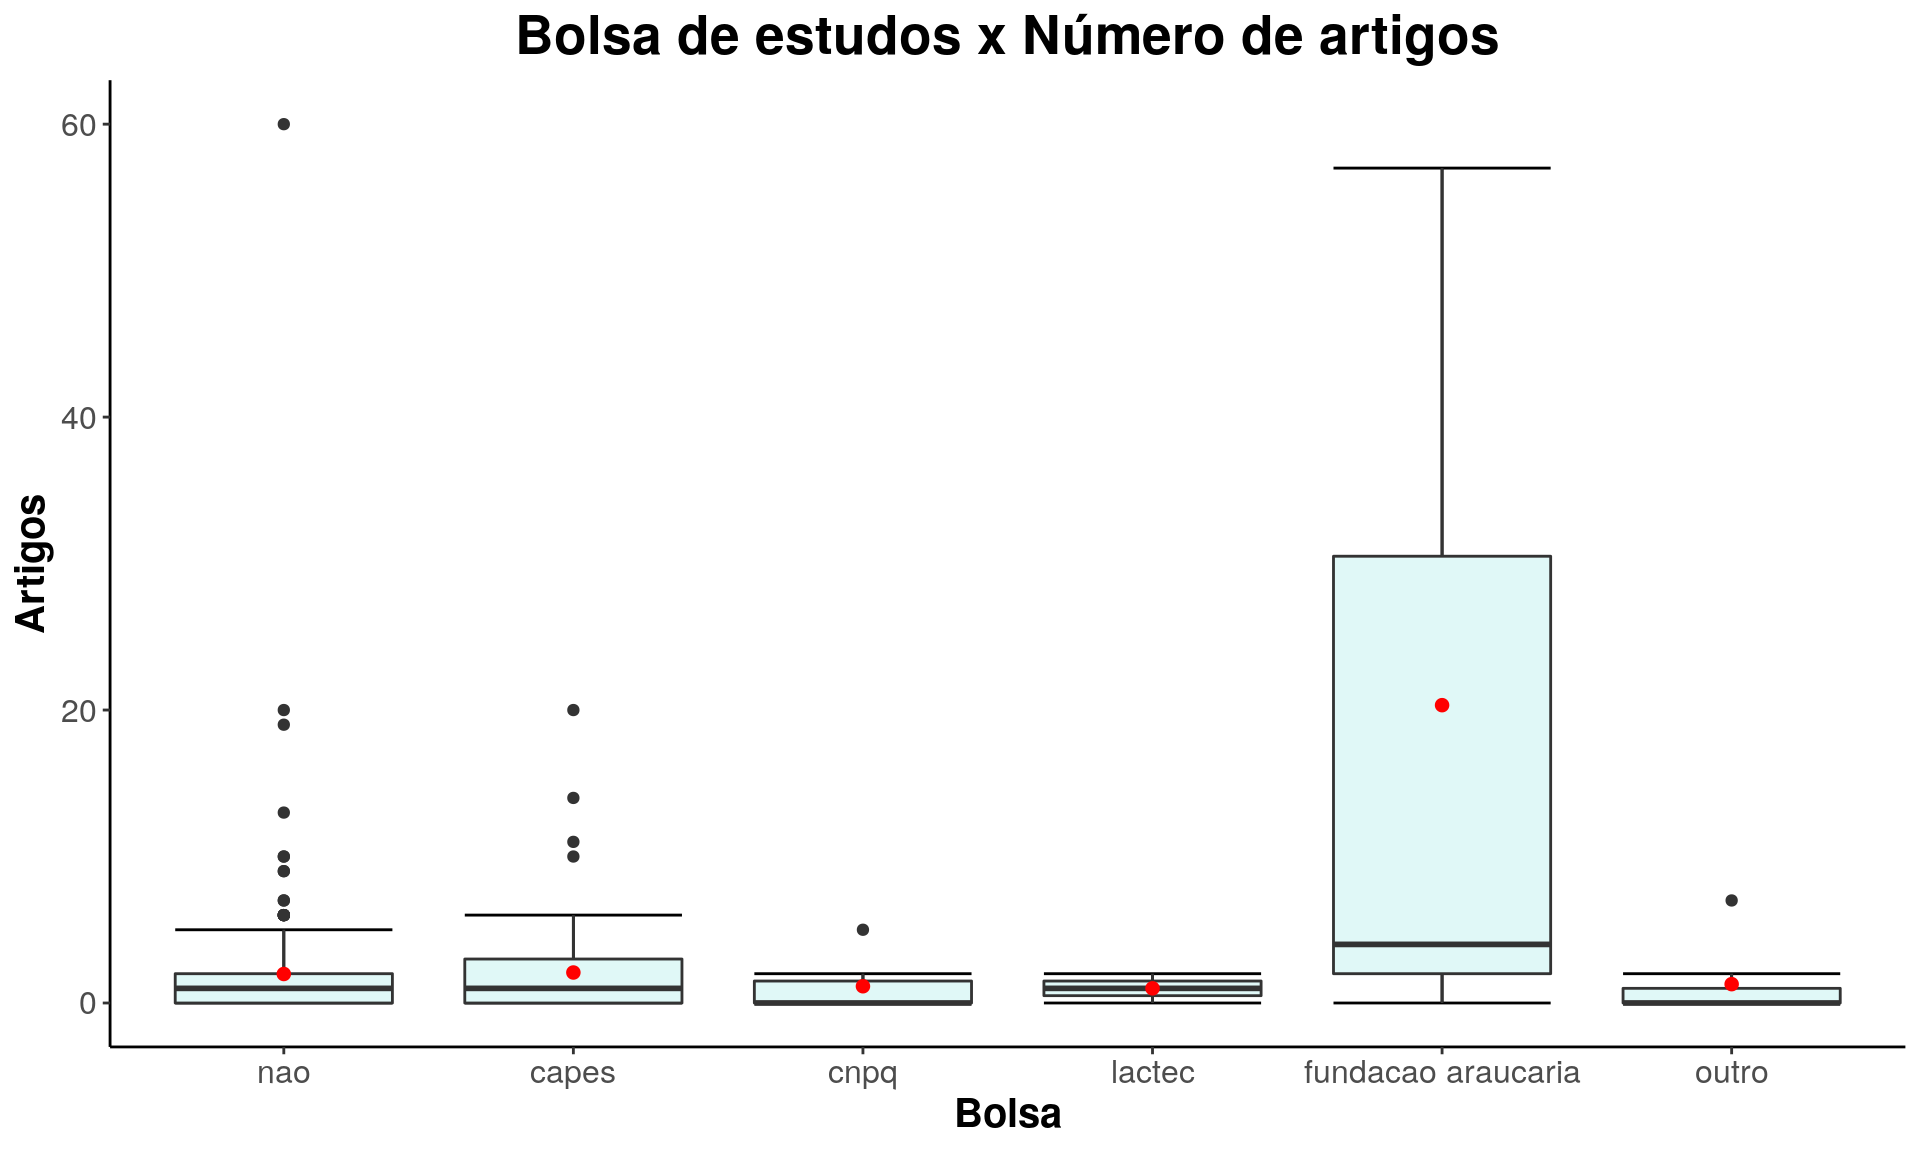 Bolsa de estudos x Número de artigos
Artigos
60
40
20
0
nao capes cnpq lactec fundacao araucaria outro
Bolsa